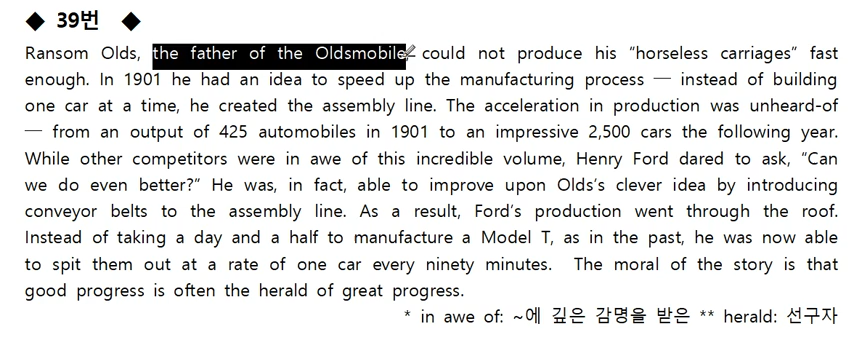 ◆ 39번 ◆
Ransom Olds, the father of the Oldsmobile, could not produce his “horseless carriages” fast
enough. In 1901 he had an idea to speed up the manufacturing process ― instead of building
one car at a time, he created the assembly line. The acceleration in production was unheard-of
― from an output of 425 automobiles in 1901 to an impressive 2,500 cars the following year.
While other competitors were in awe of this incredible volume, Henry Ford dared to ask, “Can
we do even better?” He was, in fact, able to improve upon Olds’s clever idea by introducing
conveyor belts to the assembly line. As a result, Ford’s production went through the roof.
Instead of taking a day and a half to manufacture a Model T, as in the past, he was now able
to spit them out at a rate of one car every ninety minutes. The moral of the story is that
good progress is often the herald of great progress.
* in awe of: ~에 깊은 감명을 받은 ** herald: 선구자